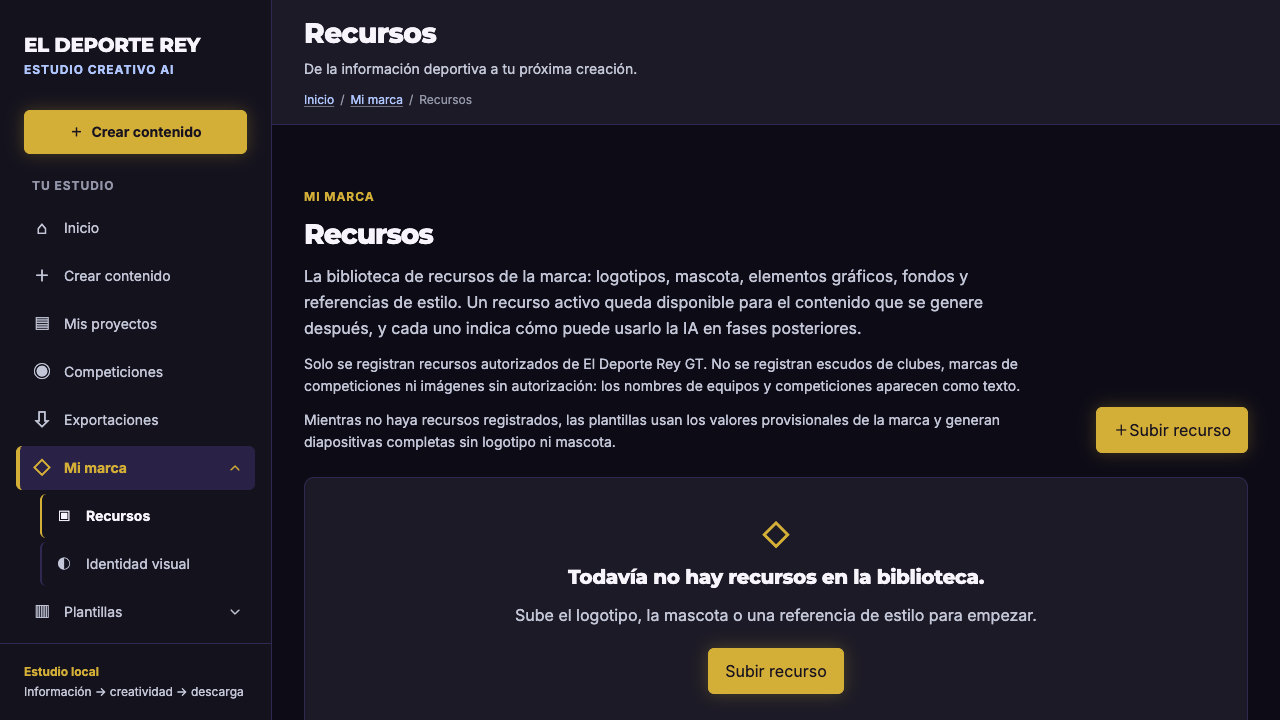 EL DEPORTE REY
ESTUDIO CREATIVO AI
+ Crear contenido
TU ESTUDIO
Inicio
Crear contenido
Mis proyectos
Competiciones
Exportaciones
Mi marca
Recursos
Identidad visual
Plantillas
Estudio local
Información → creatividad → descarga
Recursos
De la información deportiva a tu próxima creación.
Inicio / Mi marca / Recursos
MI MARCA
Recursos
La biblioteca de recursos de la marca: logotipos, mascota, elementos gráficos, fondos y
referencias de estilo. Un recurso activo queda disponible para el contenido que se genere
después, y cada uno indica cómo puede usarlo la IA en fases posteriores.
Solo se registran recursos autorizados de El Deporte Rey GT. No se registran escudos de clubes, marcas de
competiciones ni imágenes sin autorización: los nombres de equipos y competiciones aparecen como texto.
Mientras no haya recursos registrados, las plantillas usan los valores provisionales de la marca y generan
diapositivas completas sin logotipo ni mascota.
+Subir recurso
Todavía no hay recursos en la biblioteca.
Sube el logotipo, la mascota o una referencia de estilo para empezar.
Subir recurso